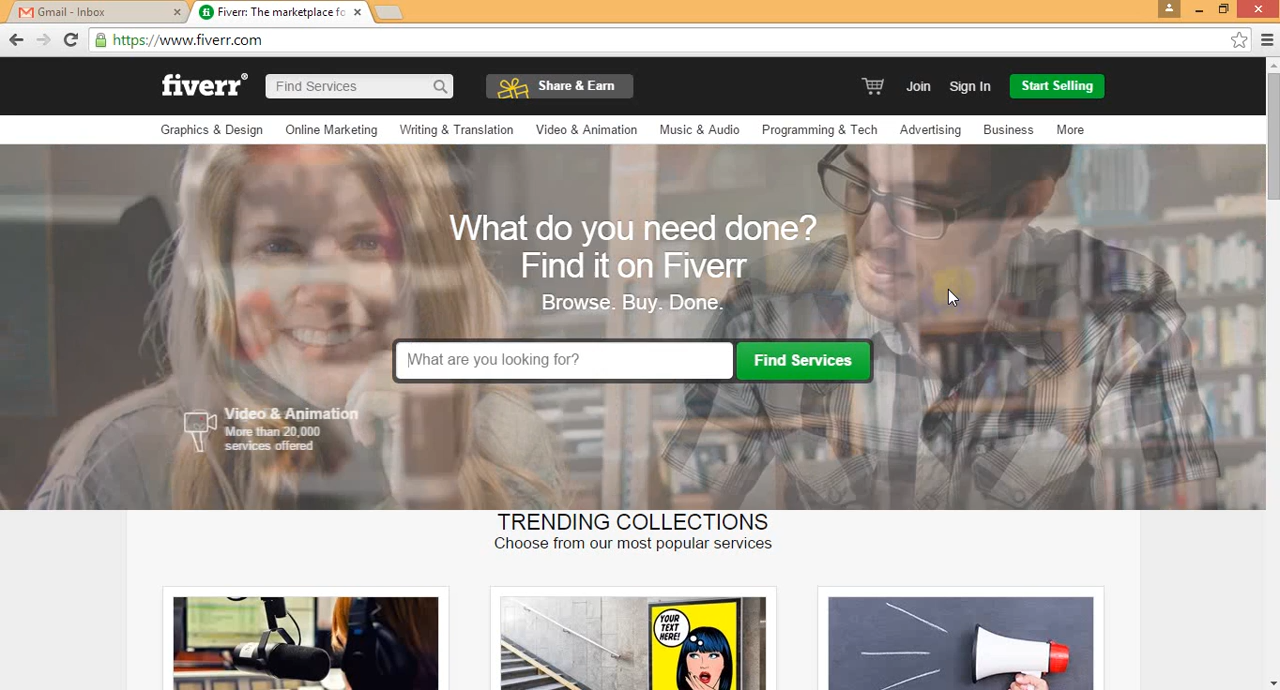 Gmail - Inbox
Fiverr: The marketplace fo
https://www.fiverr.com
fiverr®
Find Services
Share & Earn
Join
Sign In
Start Selling
Graphics & Design
Online Marketing
Writing & Translation
Video & Animation
Music & Audio
Programming & Tech
Advertising
Business
More
What do you need done?
Find it on Fiverr
Browse. Buy. Done.
What are you looking for?
Find Services
Video & Animation
More than 20,000
services offered
TRENDING COLLECTIONS
Choose from our most popular services
YOUR
TEXT
HERE!